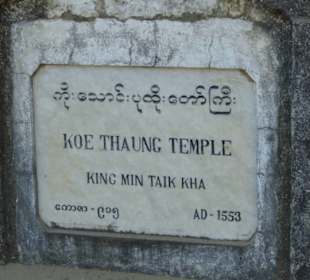 ကိုးသောင်းပုထိုးတော်ကြီး
KOE THAUNG TEMPLE
KING MIN TAIK KHA
ကောဇာ - ၉၁၅ AD - 1553